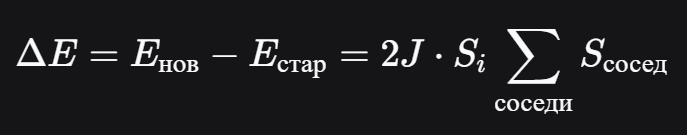 ΔE = E_нов − E_стар = 2J · S_i ∑_соседи S_сосед